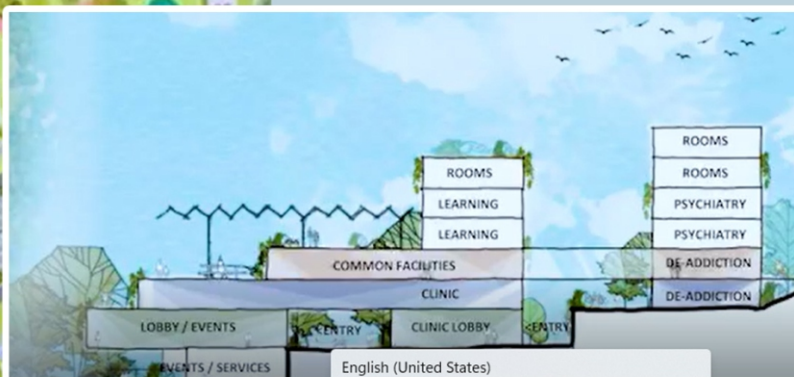 ROOMS
ROOMS
ROOMS
LEARNING
PSYCHIATRY
LEARNING
PSYCHIATRY
COMMON FACILITIES
DE-ADDICTION
CLINIC
DE-ADDICTION
LOBBY / EVENTS
ENTRY
CLINIC LOBBY
ENTRY
EVENTS / SERVICES
English (United States)